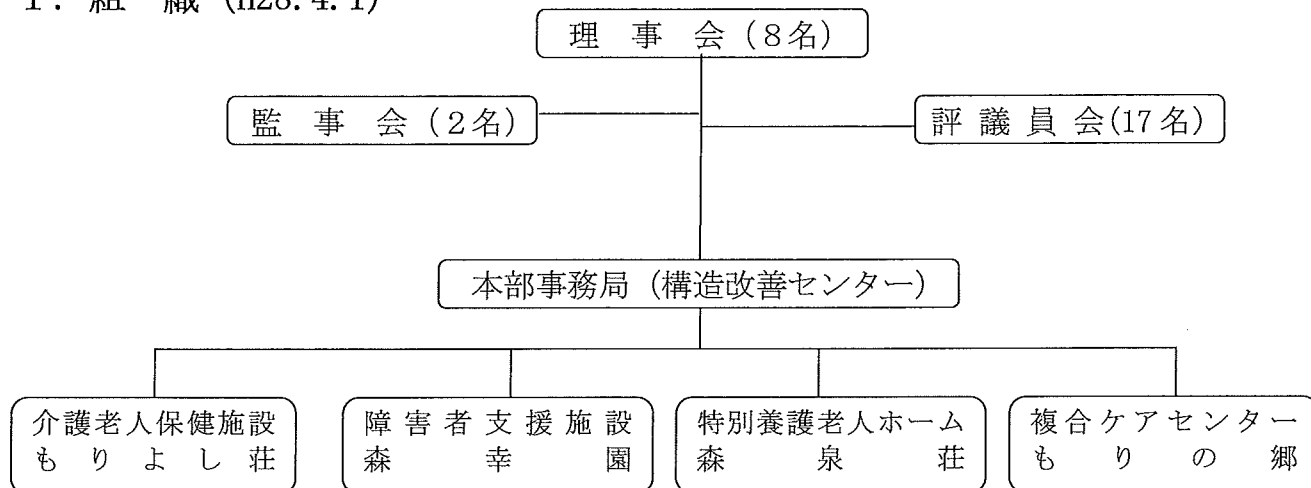 1. 組 織 (H28.4.1)
理 事 会 (8名)
監 事 会 (2名)
評 議 員 会(17名)
本部事務局 (構造改善センター)
介護老人保健施設
もりよし荘
障害者支援施設
森幸園
特別養護老人ホーム
森泉荘
複合ケアセンター
もりの郷